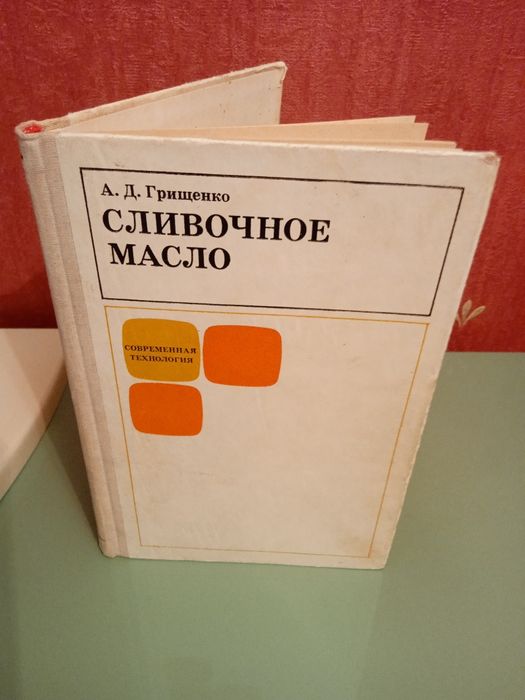 А. Д. Грищенко
СЛИВОЧНОЕ
МАСЛО
СОВРЕМЕННАЯ
ТЕХНОЛОГИЯ